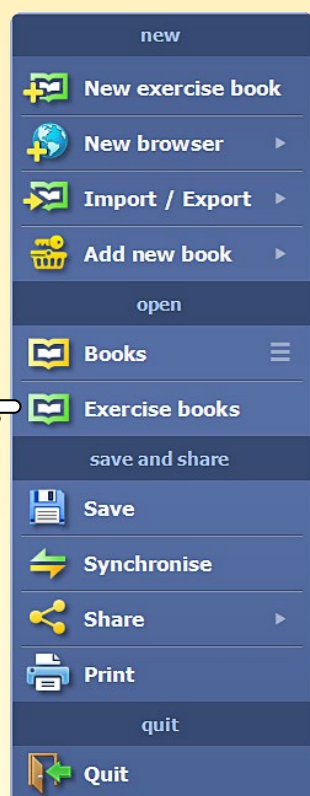 new
New exercise book
New browser
Import / Export
Add new book
open
Books
Exercise books
save and share
Save
Synchronise
Share
Print
quit
Quit